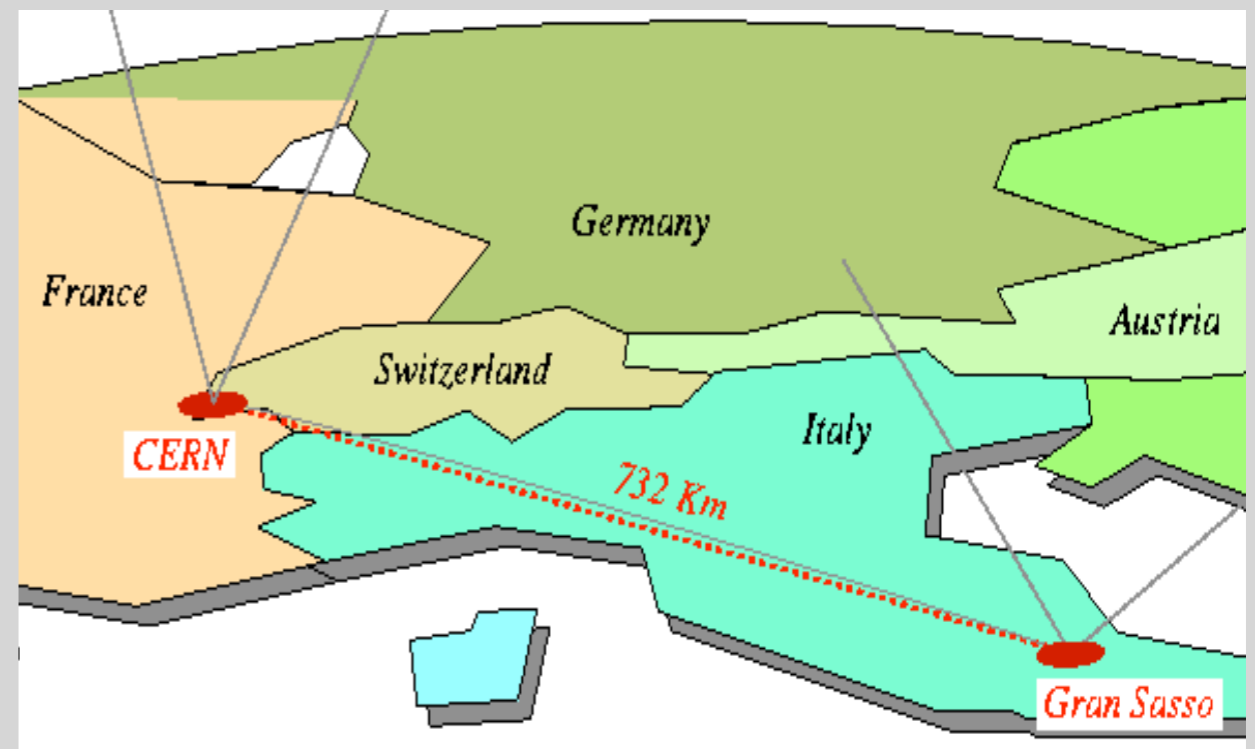 Germany
France
Austria
Switzerland
Italy
CERN
732 Km
Gran Sasso